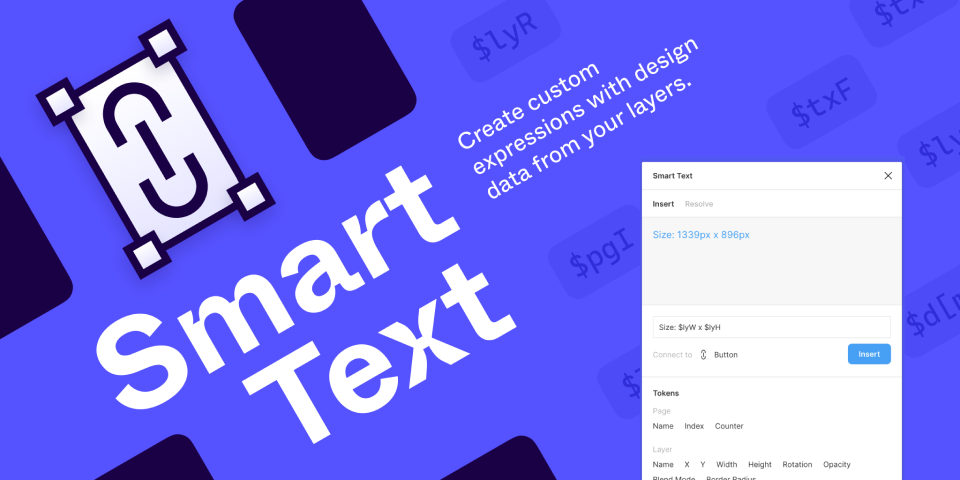 Smart
Text
Create custom
expressions with design
data from your layers.
$lyR
$txF
$pgI
Smart Text
Insert Resolve
Size: 1339px x 896px
Size: $lyW x $lyH
Connect to Button
Insert
Tokens
Page
Name Index Counter
Layer
Name X Y Width Height Rotation Opacity
Blend Mode Border Radius